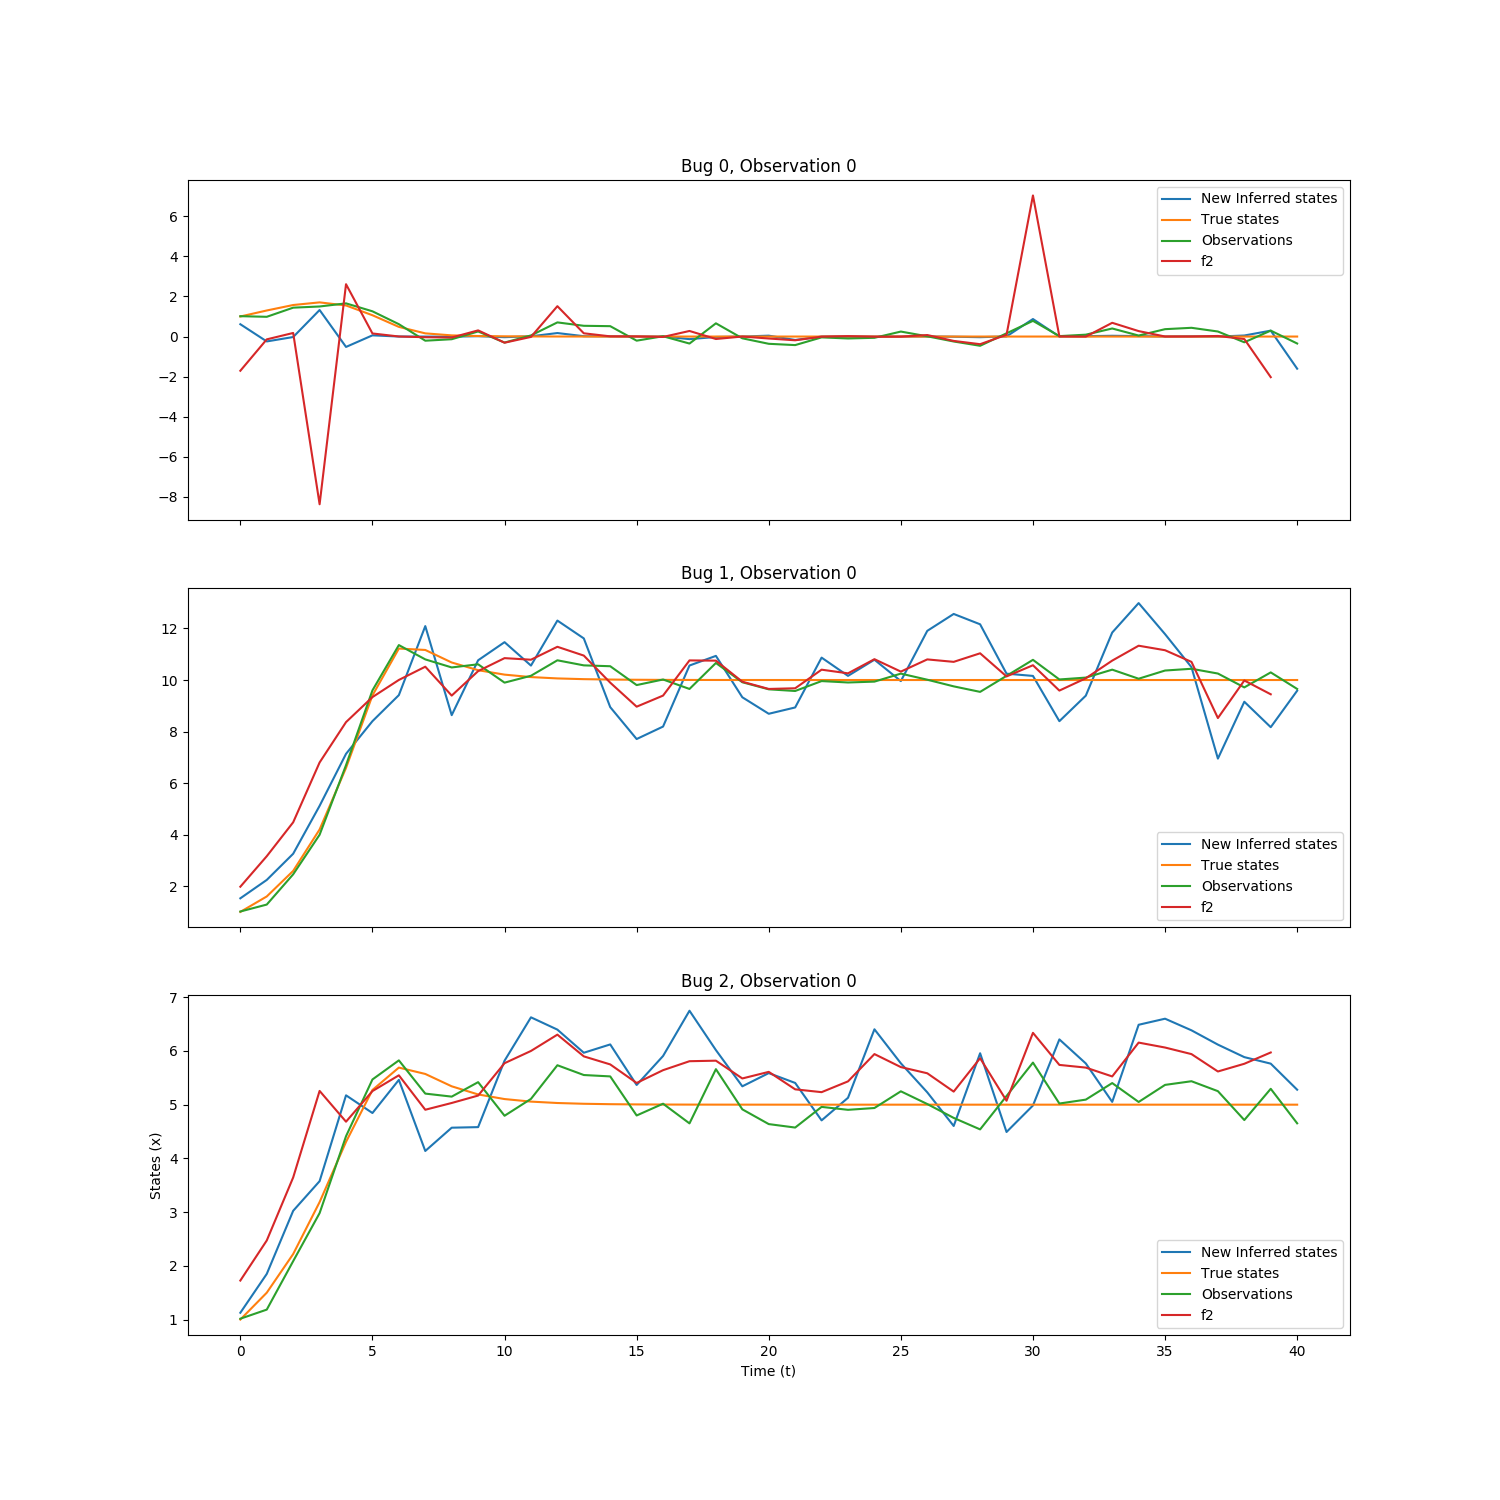 Bug 0, Observation 0
6
4
2
0
−2
−4
−6
−8
New Inferred states
True states
Observations
f2
Bug 1, Observation 0
12
10
8
6
4
2
New Inferred states
True states
Observations
f2
Bug 2, Observation 0
7
6
5
4
3
2
1
States (x)
New Inferred states
True states
Observations
f2
0 5 10 15 20 25 30 35 40
Time (t)